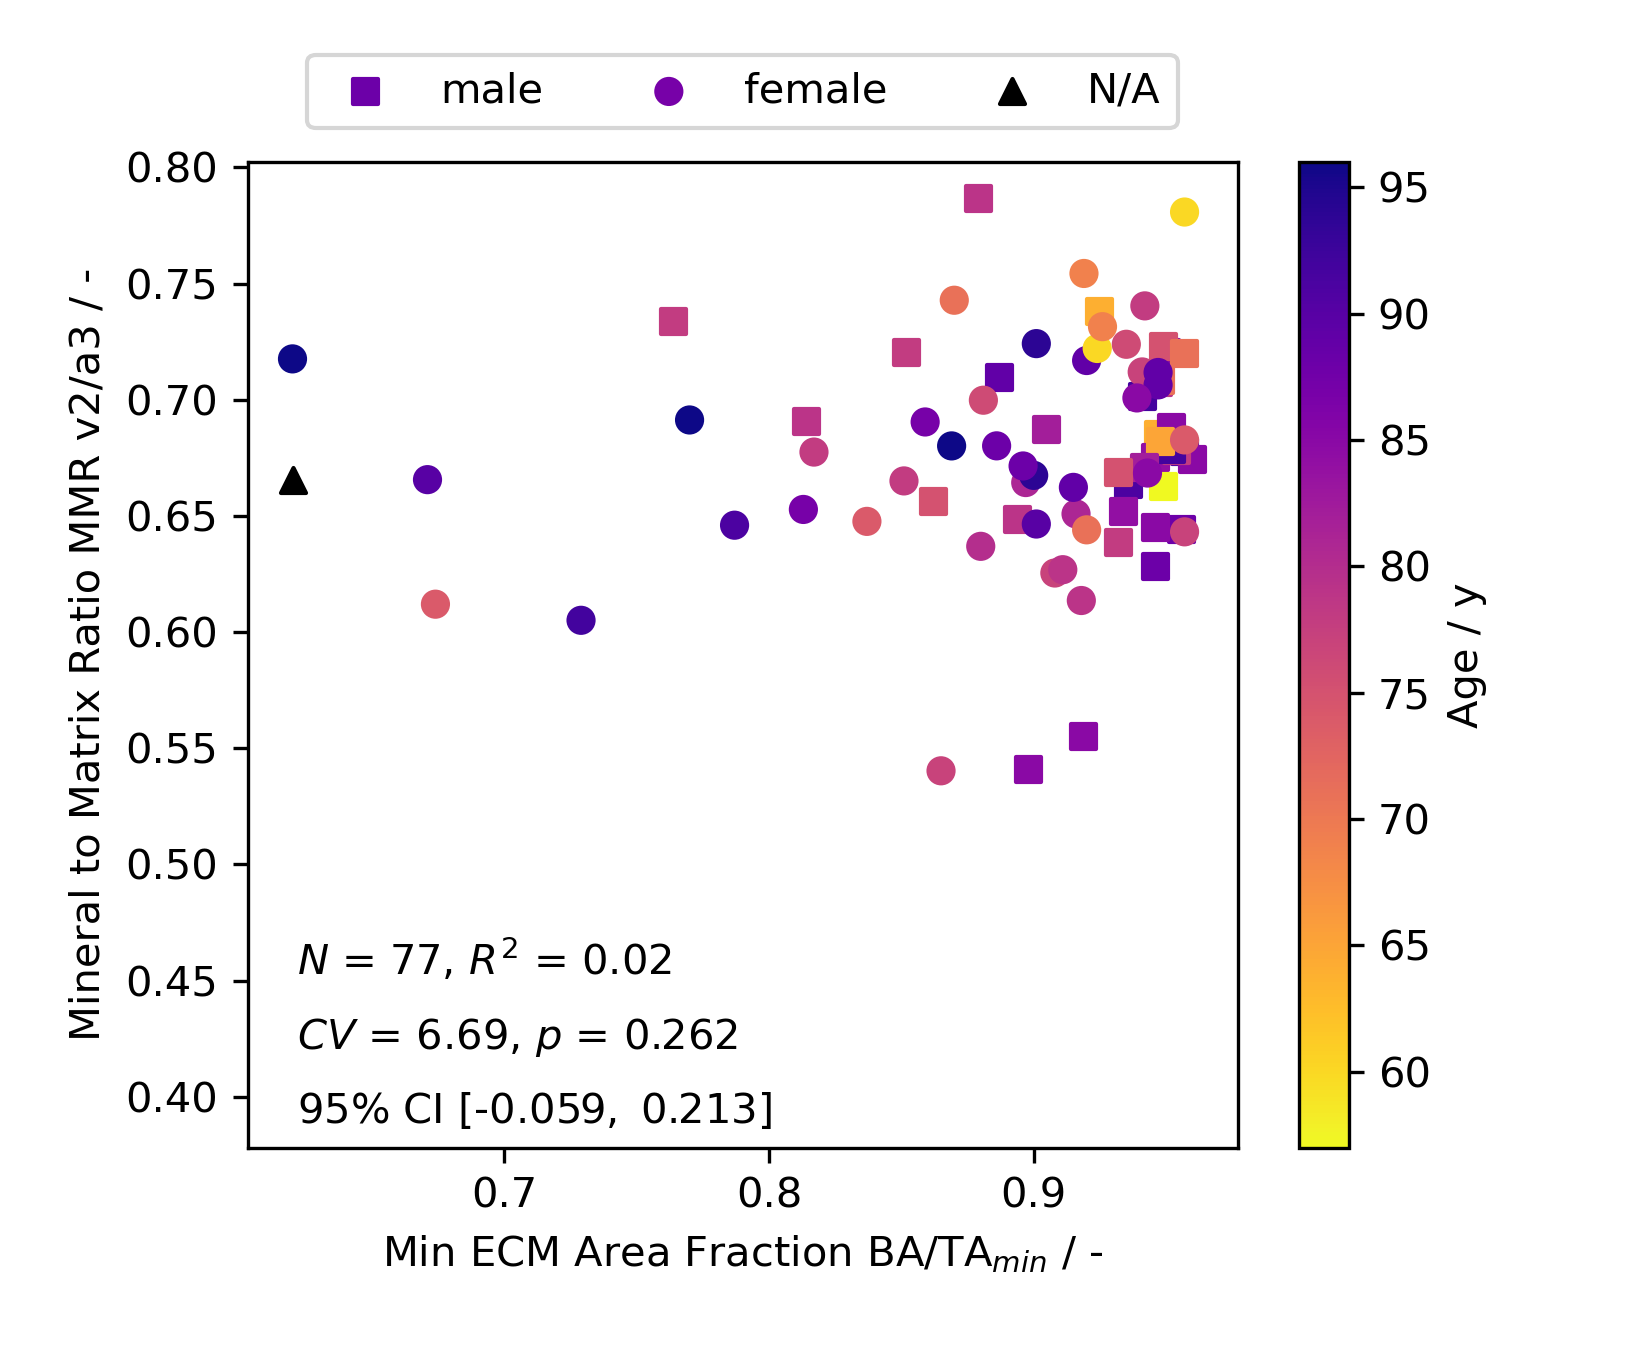 male female N/A
0.80
0.75
0.70
0.65
0.60
0.55
0.50
0.45
0.40
Mineral to Matrix Ratio MMR v2/a3 / -
N = 77, R² = 0.02
CV = 6.69, p = 0.262
95% CI [-0.059, 0.213]
0.7 0.8 0.9
Min ECM Area Fraction BA/TAmin / -
95
90
85
80
75
70
65
60
Age / y